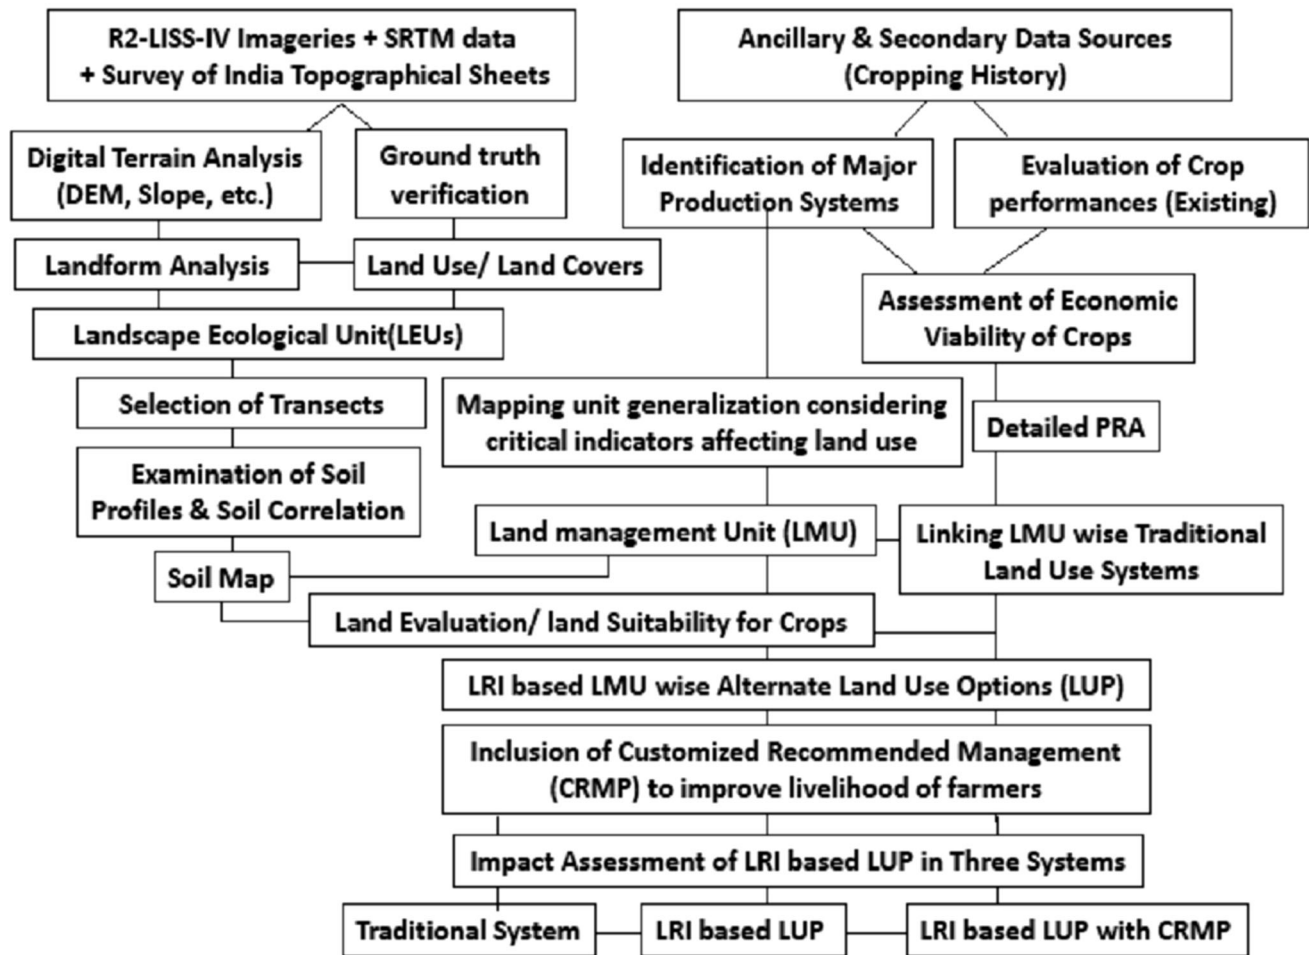 R2-LISS-IV Imageries + SRTM data
+ Survey of India Topographical Sheets
Ancillary & Secondary Data Sources
(Cropping History)
Digital Terrain Analysis
(DEM, Slope, etc.)
Ground truth
verification
Identification of Major
Production Systems
Evaluation of Crop
performances (Existing)
Landform Analysis
Land Use/ Land Covers
Assessment of Economic
Viability of Crops
Landscape Ecological Unit(LEUs)
Selection of Transects
Mapping unit generalization considering
critical indicators affecting land use
Detailed PRA
Examination of Soil
Profiles & Soil Correlation
Land management Unit (LMU)
Linking LMU wise Traditional
Land Use Systems
Soil Map
Land Evaluation/ land Suitability for Crops
LRI based LMU wise Alternate Land Use Options (LUP)
Inclusion of Customized Recommended Management
(CRMP) to improve livelihood of farmers
Impact Assessment of LRI based LUP in Three Systems
Traditional System
LRI based LUP
LRI based LUP with CRMP